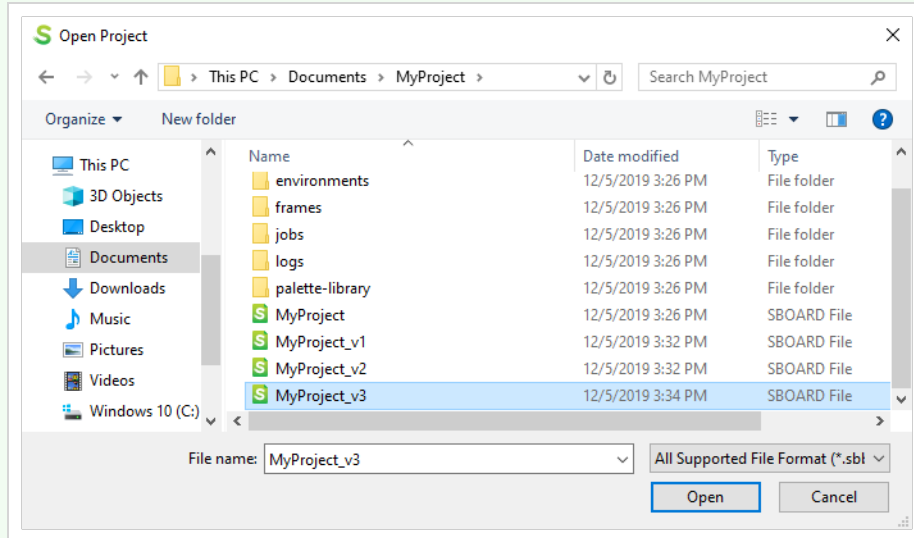 Open Project
This PC > Documents > MyProject >
Search MyProject
Organize
New folder
Name Date modified Type
This PC
3D Objects
Desktop
Documents
Downloads
Music
Pictures
Videos
Windows 10 (C:)
environments 12/5/2019 3:26 PM File folder
frames 12/5/2019 3:26 PM File folder
jobs 12/5/2019 3:26 PM File folder
logs 12/5/2019 3:26 PM File folder
palette-library 12/5/2019 3:26 PM File folder
MyProject 12/5/2019 3:26 PM SBOARD File
MyProject_v1 12/5/2019 3:32 PM SBOARD File
MyProject_v2 12/5/2019 3:32 PM SBOARD File
MyProject_v3 12/5/2019 3:34 PM SBOARD File
File name: MyProject_v3
All Supported File Format (*.sbl
Open Cancel